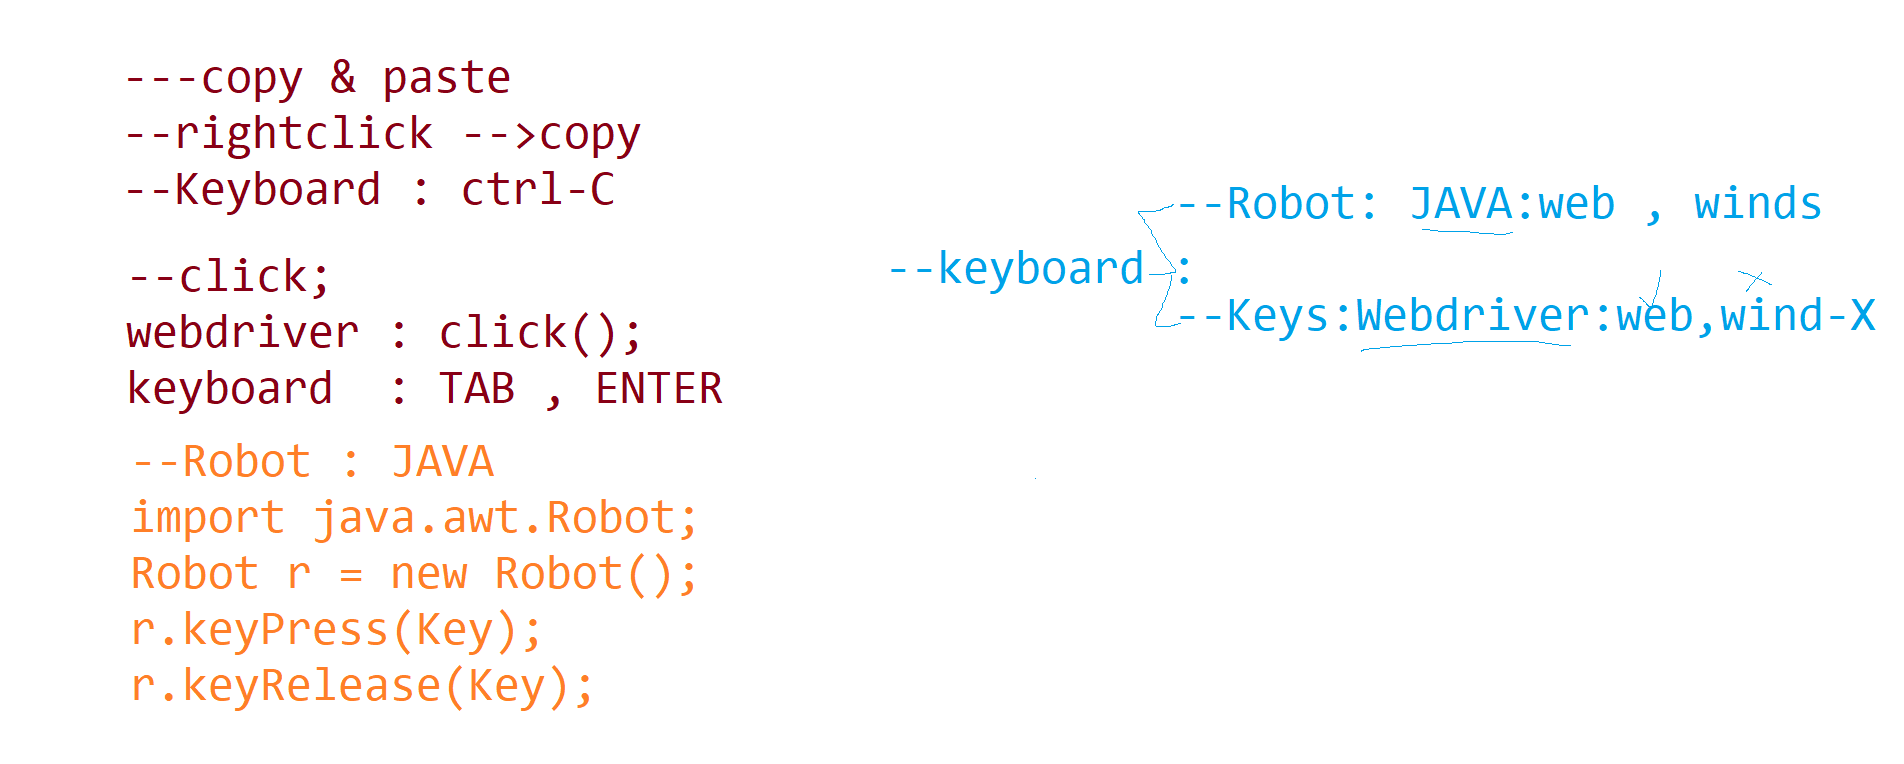 ---copy & paste
--rightclick -->copy
--Keyboard : ctrl-C
--click;
webdriver : click();
keyboard  : TAB , ENTER
--Robot : JAVA
import java.awt.Robot;
Robot r = new Robot();
r.keyPress(Key);
r.keyRelease(Key);
--Robot: JAVA:web , winds
--keyboard :
--Keys:Webdriver:web,wind-X